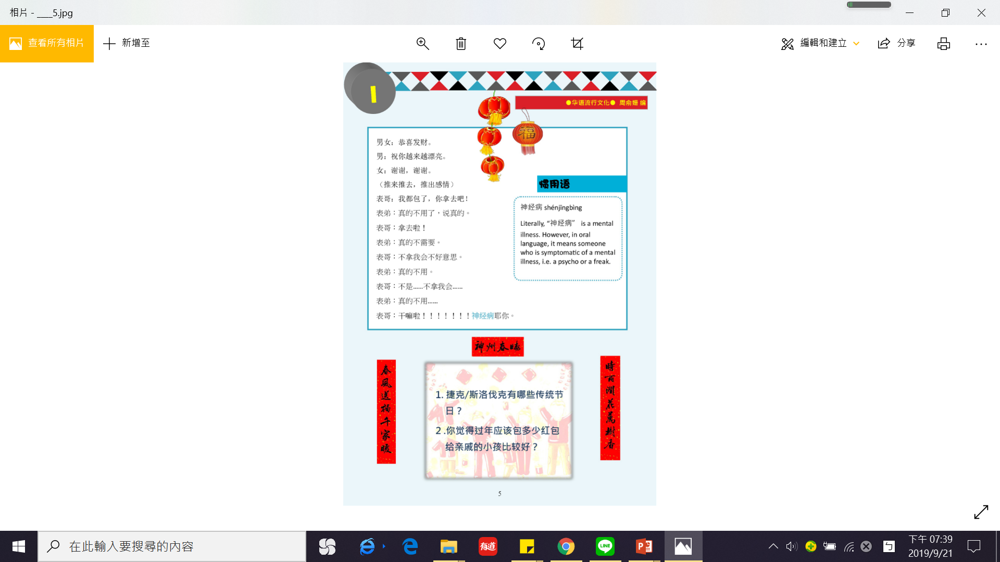 相片 - ___5.jpg
查看所有相片
新增至
編輯和建立
分享
1
●华语流行文化● 周俞姗 编
福
男女：恭喜发财。
男：祝你越来越漂亮。
女：谢谢，谢谢。
（推来推去，推出感情）
表哥：我都包了，你拿去吧！
表弟：真的不用了，说真的。
表哥：拿去啦！
表弟：真的不需要。
表哥：不拿我会不好意思。
表弟：真的不用。
表哥：不是……不拿我会……
表弟：真的不用……
表哥：干嘛啦！！！！！！！神经病耶你。
惯用语
神经病 shénjīngbìng
Literally, “神经病” is a mental
illness. However, in oral
language, it means someone
who is symptomatic of a mental
illness, i.e. a psycho or a freak.
神州春曉
春風送福千家暖
時雨潤花萬樹香
1. 捷克/斯洛伐克有哪些传统节
日？
2 .你觉得过年应该包多少红包
给亲戚的小孩比较好？
5
在此輸入要搜尋的內容
有道
LINE
ㄅ
下午 07:39
2019/9/21